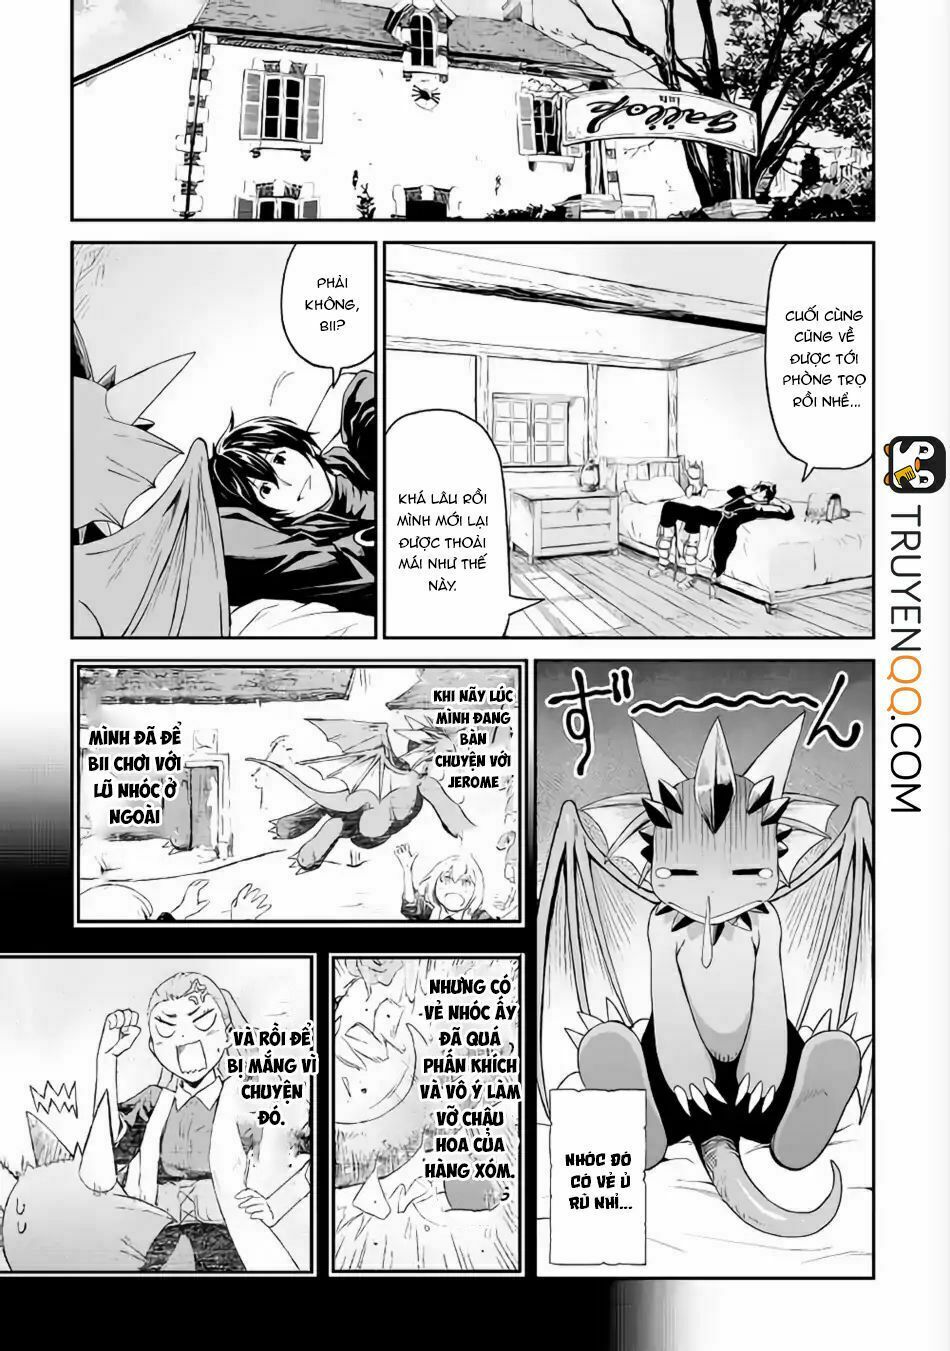 gaiiok
Inn
CUỐI CÙNG
CŨNG VỀ
ĐƯỢC TỚI
PHÒNG TRỌ
RỒI NHỂ...
KHÁ LÂU RỒI
MÌNH MỚI LẠI
ĐƯỢC THOẢI
MÁI NHƯ THẾ
NÀY.
PHẢI
KHÔNG,
BII?
ず～ん
NHÓC ĐÓ
CÓ VẺ Ủ
RŨ NHỈ...
KHI NÃY LÚC
MÌNH ĐANG
BÀN
CHUYỆN VỚI
JEROME
MÌNH ĐÃ ĐỂ
BII CHƠI VỚI
LŨ NHÓC Ở
NGOÀI
NHƯNG CÓ
VẺ NHÓC ẤY
ĐÃ QUÁ
PHẤN KHÍCH
VÀ VÔ Ý LÀM
VỠ CHẬU
HOA CỦA
HÀNG XÓM.
VÀ RỒI ĐỂ
BỊ MẮNG VÌ
CHUYỆN
ĐÓ.
TRUYENQQ.COM